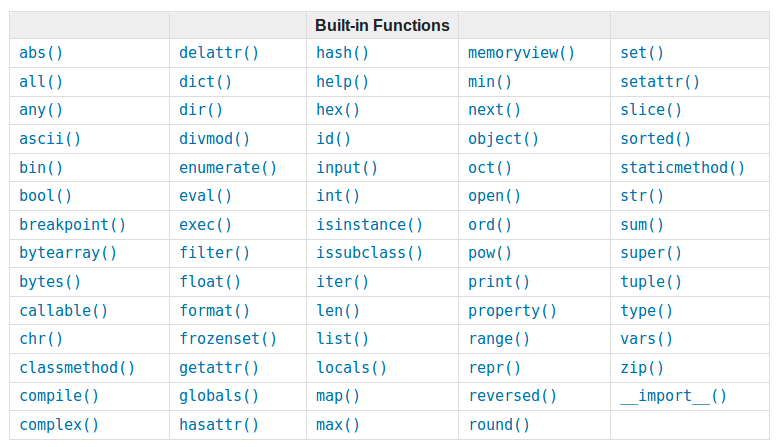 Built-in Functions
abs() delattr() hash() memoryview() set()
all() dict() help() min() setattr()
any() dir() hex() next() slice()
ascii() divmod() id() object() sorted()
bin() enumerate() input() oct() staticmethod()
bool() eval() int() open() str()
breakpoint() exec() isinstance() ord() sum()
bytearray() filter() issubclass() pow() super()
bytes() float() iter() print() tuple()
callable() format() len() property() type()
chr() frozenset() list() range() vars()
classmethod() getattr() locals() repr() zip()
compile() globals() map() reversed() __import__()
complex() hasattr() max() round()